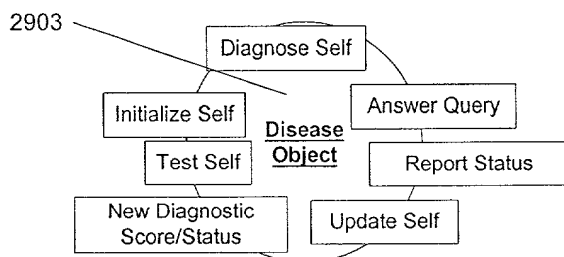 2903
Diagnose Self
Initialize Self
Answer Query
Disease
Object
Test Self
Report Status
New Diagnostic
Score/Status
Update Self